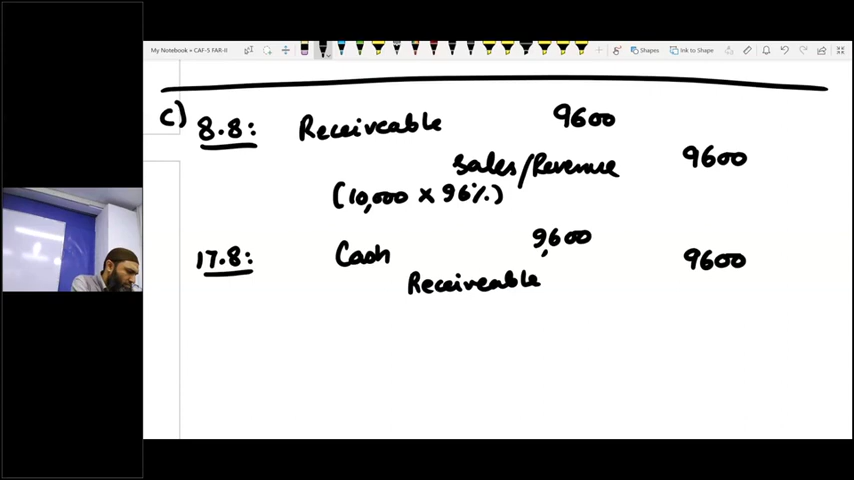 My Notebook > CAF-5 FAR-II
Shapes
Ink to Shape
c)
8.8: Receiveable 9600
Sales/Revenue 9600
(10,000 × 96%)
17.8: Cash 9,600
Receiveable 9600